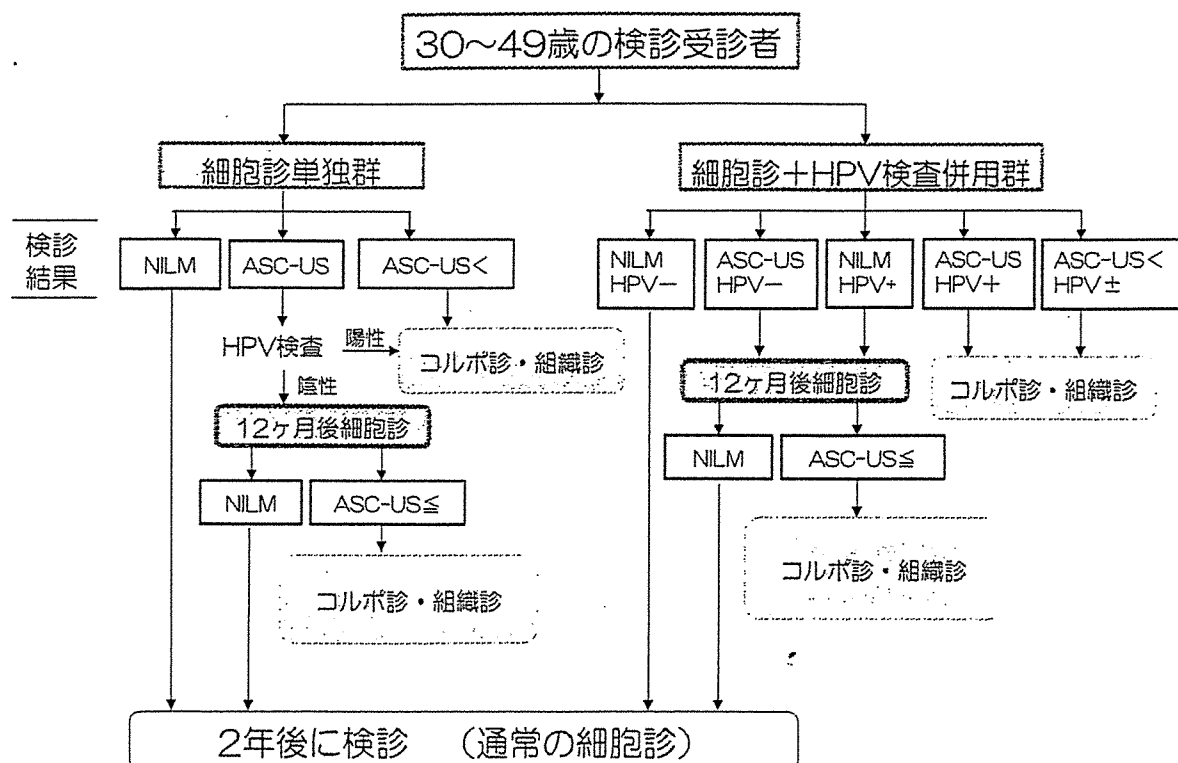 30~49歳の検診受診者
細胞診単独群
細胞診+HPV検査併用群
検診
結果
NILM
ASC-US
ASC-US<
NILM
HPV-
ASC-US
HPV-
NILM
HPV+
ASC-US
HPV+
ASC-US<
HPV±
HPV検査
陽性
コルポ診・組織診
陰性
12ヶ月後細胞診
NILM
ASC-US≦
コルポ診・組織診
12ヶ月後細胞診
コルポ診・組織診
NILM
ASC-US≦
コルポ診・組織診
2年後に検診 (通常の細胞診)